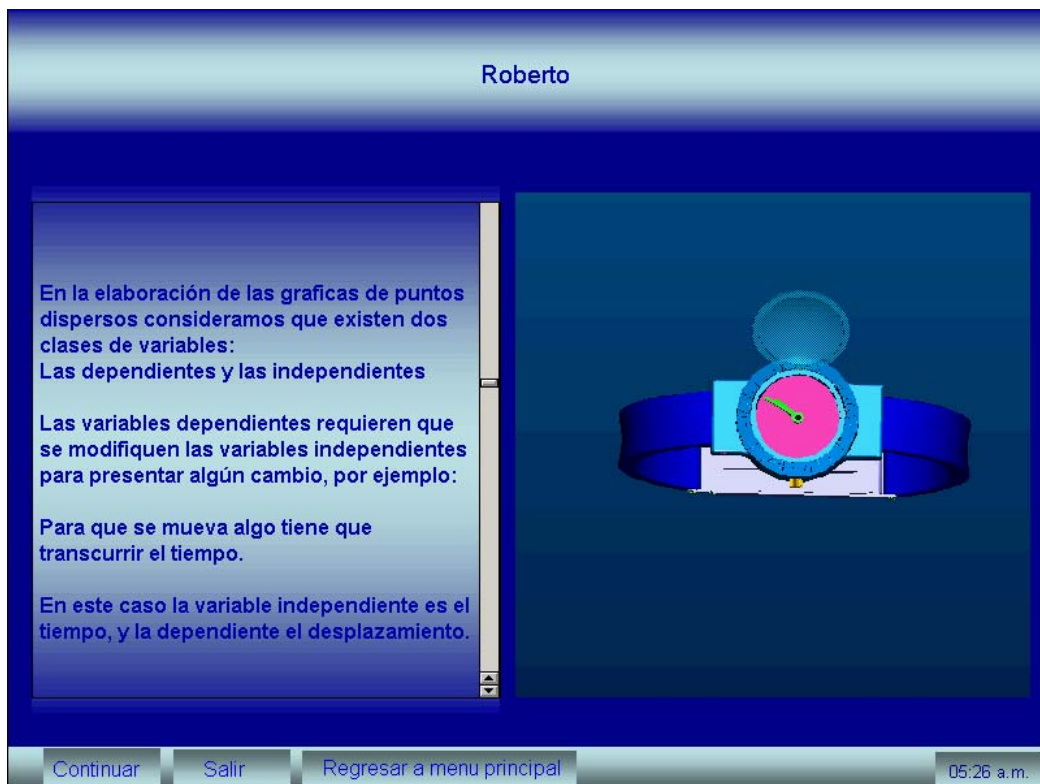 Roberto
En la elaboración de las graficas de puntos
dispersos consideramos que existen dos
clases de variables:
Las dependientes y las independientes
Las variables dependientes requieren que
se modifiquen las variables independientes
para presentar algún cambio, por ejemplo:
Para que se mueva algo tiene que
transcurrir el tiempo.
En este caso la variable independiente es el
tiempo, y la dependiente el desplazamiento.
Continuar
Salir
Regresar a menu principal
05:26 a.m.